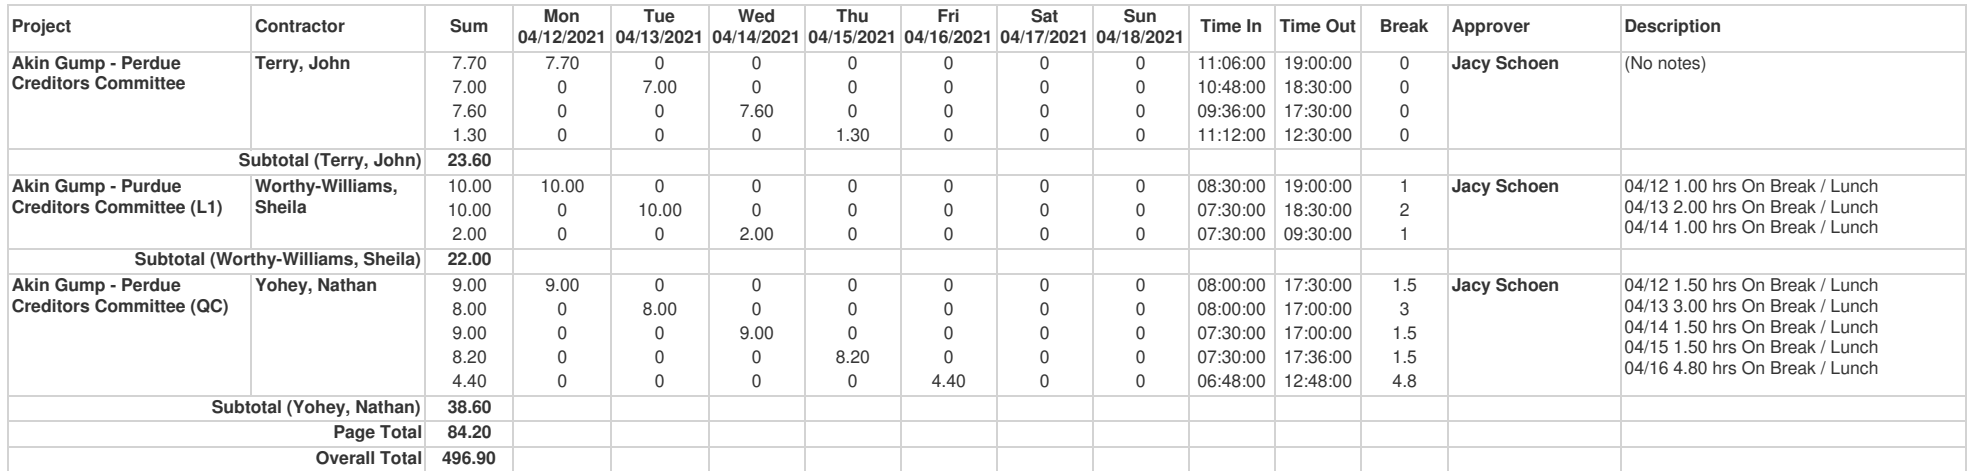 Project Contractor Sum Mon 04/12/2021 Tue 04/13/2021 Wed 04/14/2021 Thu 04/15/2021 Fri 04/16/2021 Sat 04/17/2021 Sun 04/18/2021 Time In Time Out Break Approver Description
Akin Gump - Perdue Terry, John 7.70 7.70 0 0 0 0 0 0 11:06:00 19:00:00 0 Jacy Schoen (No notes)
Creditors Committee 7.00 0 7.00 0 0 0 0 0 10:48:00 18:30:00 0
7.60 0 0 7.60 0 0 0 0 09:36:00 17:30:00 0
1.30 0 0 0 1.30 0 0 0 11:12:00 12:30:00 0
Subtotal (Terry, John) 23.60
Akin Gump - Purdue Worthy-Williams, 10.00 10.00 0 0 0 0 0 0 08:30:00 19:00:00 1 Jacy Schoen 04/12 1.00 hrs On Break / Lunch
Creditors Committee (L1) Sheila 10.00 0 10.00 0 0 0 0 0 07:30:00 18:30:00 2 04/13 2.00 hrs On Break / Lunch
2.00 0 0 2.00 0 0 0 0 07:30:00 09:30:00 1 04/14 1.00 hrs On Break / Lunch
Subtotal (Worthy-Williams, Sheila) 22.00
Akin Gump - Perdue Yohey, Nathan 9.00 9.00 0 0 0 0 0 0 08:00:00 17:30:00 1.5 Jacy Schoen 04/12 1.50 hrs On Break / Lunch
Creditors Committee (QC) 8.00 0 8.00 0 0 0 0 0 08:00:00 17:00:00 3 04/13 3.00 hrs On Break / Lunch
9.00 0 0 9.00 0 0 0 0 07:30:00 17:00:00 1.5 04/14 1.50 hrs On Break / Lunch
8.20 0 0 0 8.20 0 0 0 07:30:00 17:36:00 1.5 04/15 1.50 hrs On Break / Lunch
4.40 0 0 0 0 4.40 0 0 06:48:00 12:48:00 4.8 04/16 4.80 hrs On Break / Lunch
Subtotal (Yohey, Nathan) 38.60
Page Total 84.20
Overall Total 496.90